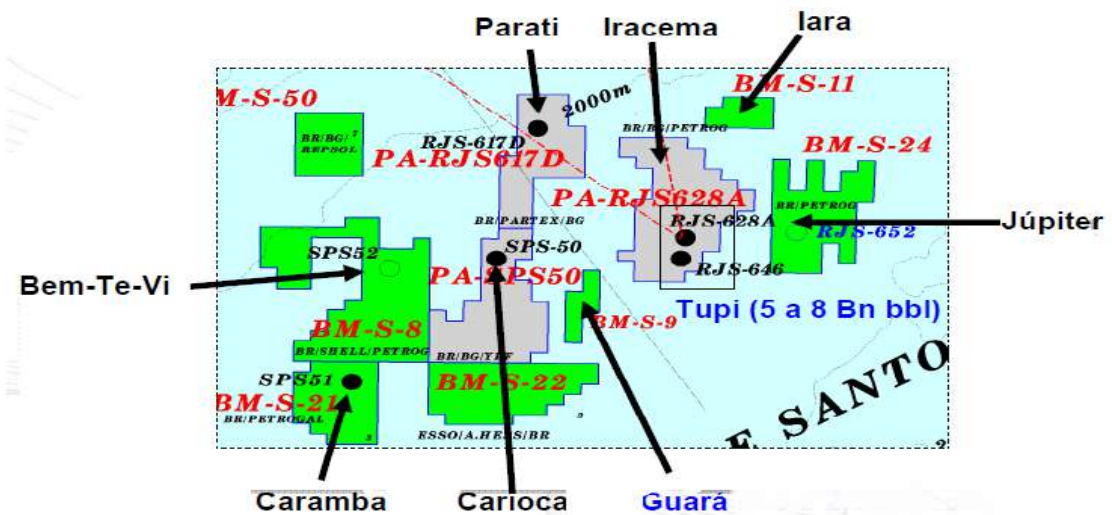 Parati
Iracema
Iara
M-S-50
2000m
BM-S-11
BR/BG/
REPSOL
7
RJS-617D
PA-RJS617D
BR/BG/PETROG
BM-S-24
PA-RJS628A
BR/PETROG
BR/PARTEX/BG
RJS-628A
RJS-652
Júpiter
SPS52
SPS-50
PA-SPS50
RJS-646
Bem-Te-Vi
Tupi (5 a 8 Bn bbl)
BM-S-8
BM-S-9
BR/SHELL/PETROG
BR/BG/YPF
SPS51
BM-S-22
BM-S-21
BR/PETROGAL
3
ESSO/A.HESS/BR
E SANTO
2
Caramba
Carioca
Guará